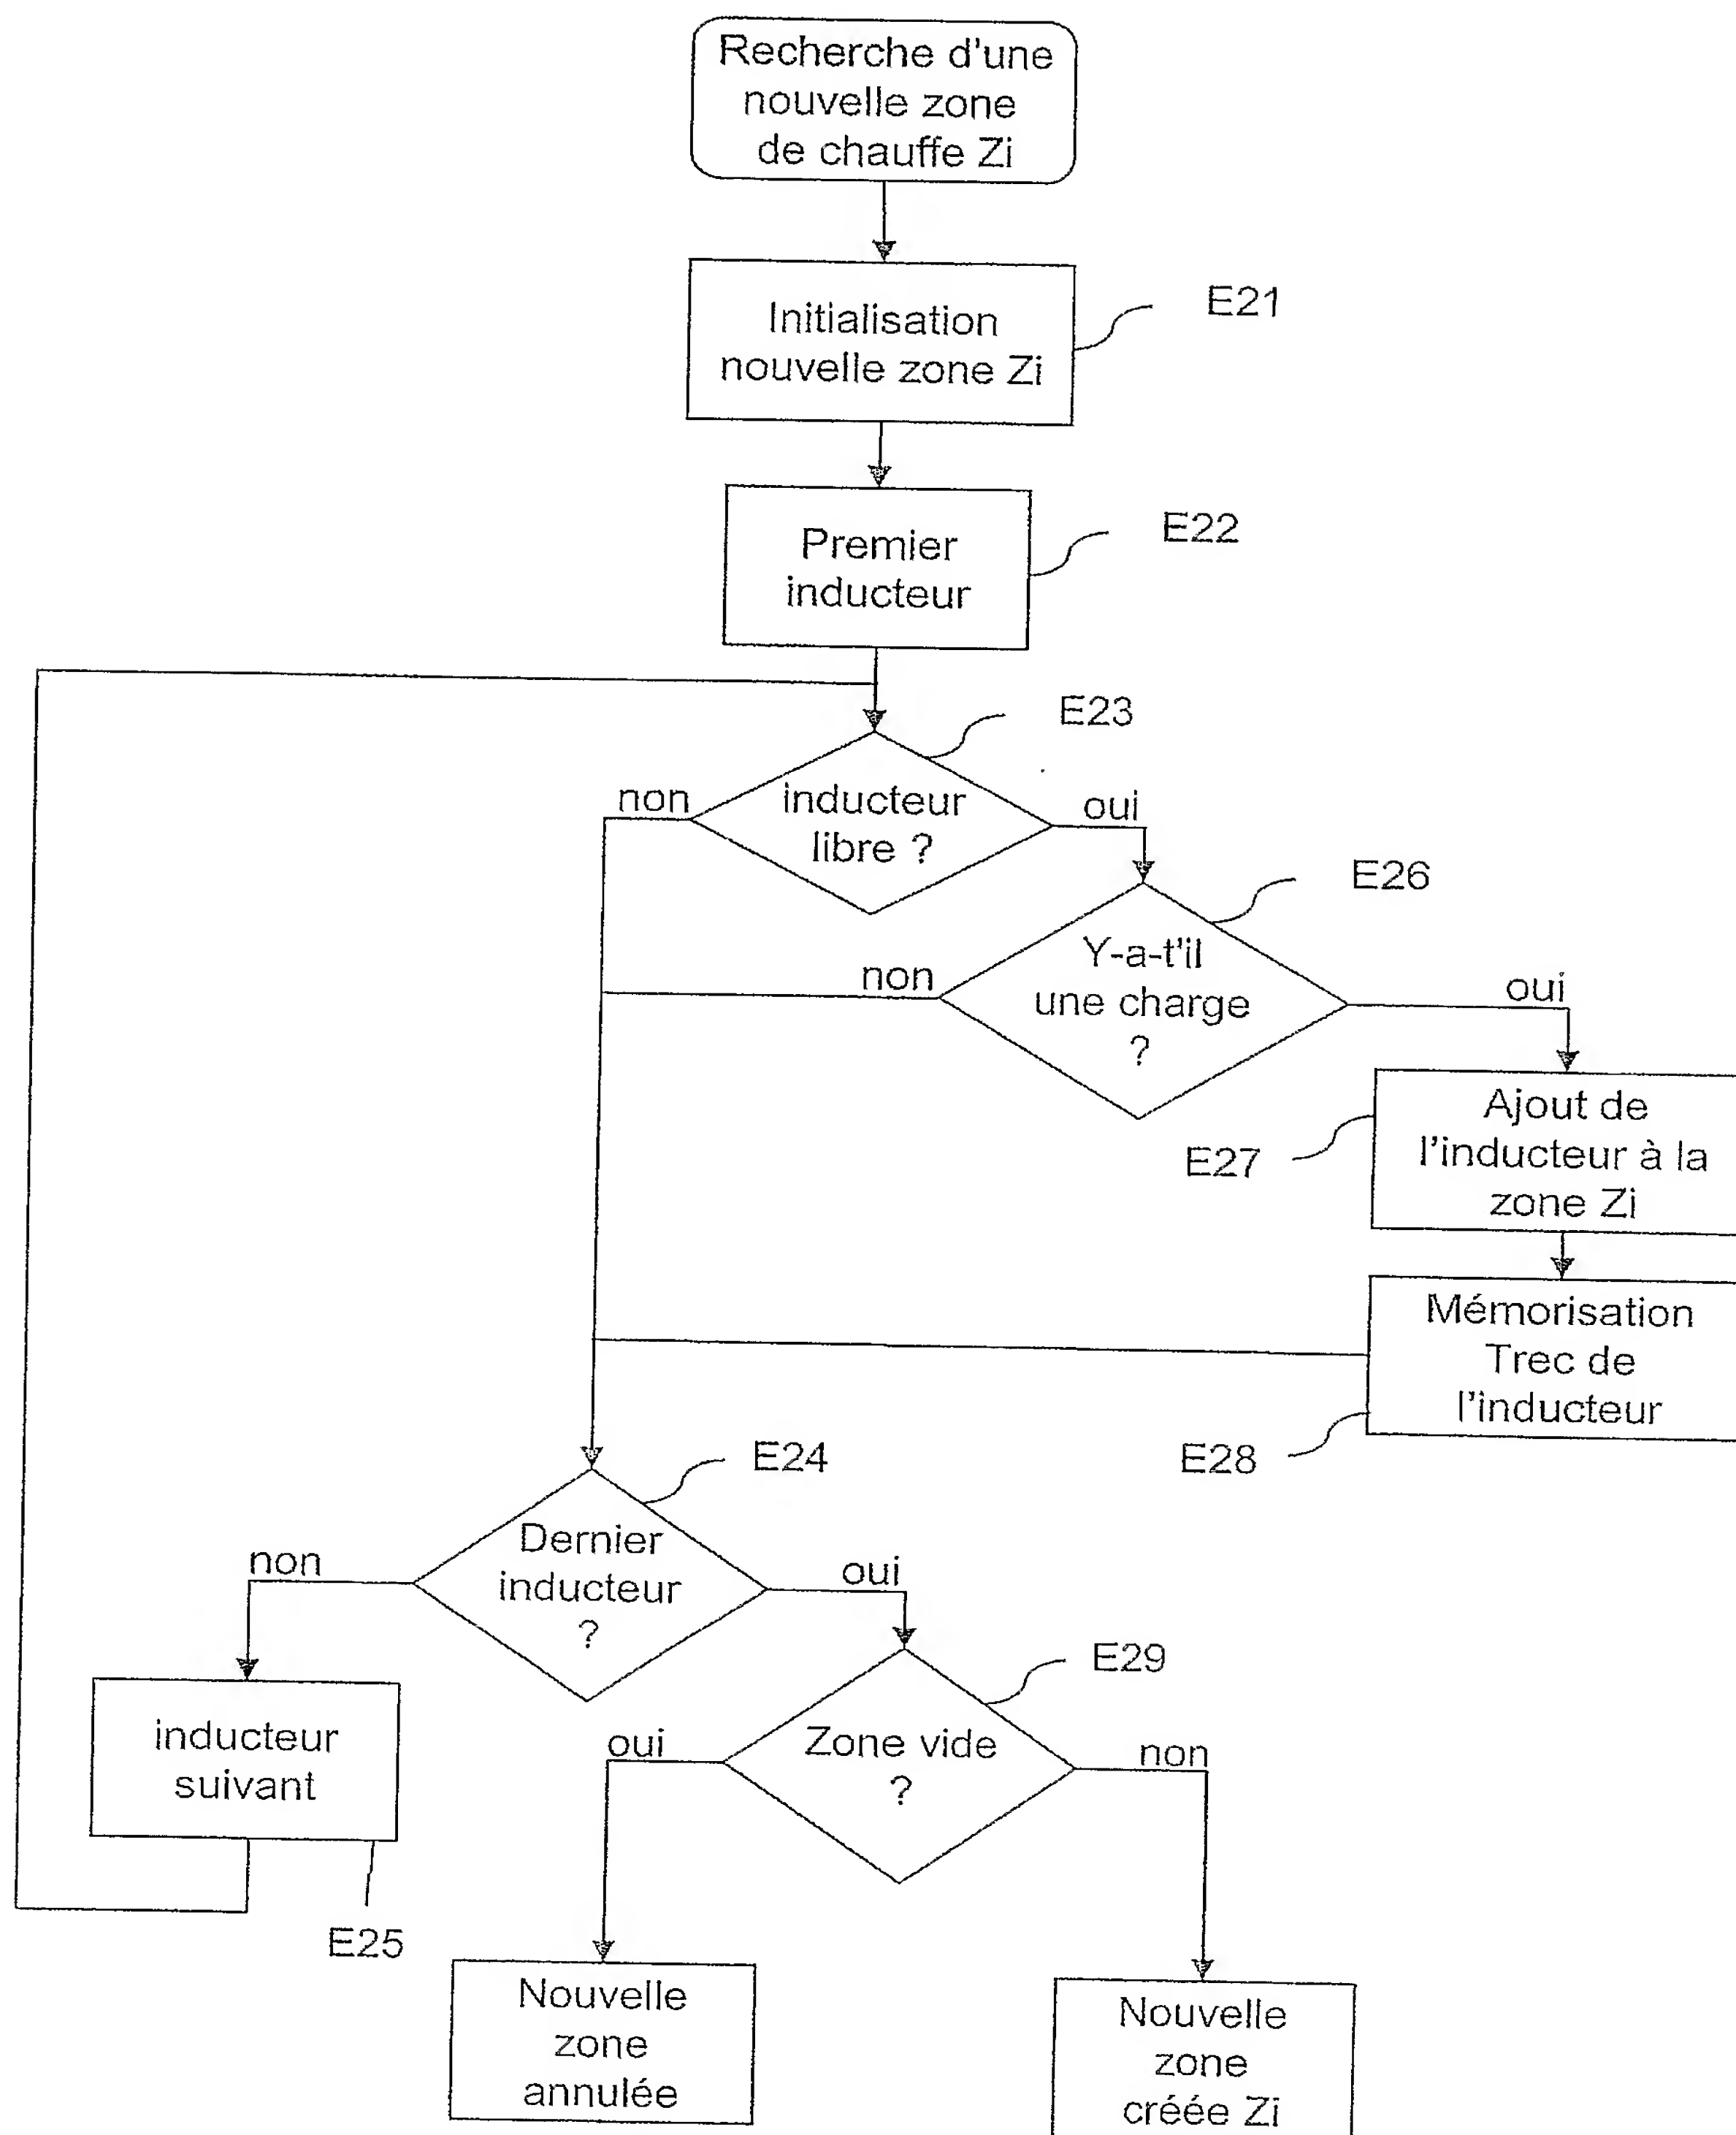 Recherche d'une
nouvelle zone
de chauffe Zi
Initialisation
nouvelle zone Zi
E21
Premier
inducteur
E22
E23
non
inducteur
libre ?
oui
E26
Y-a-t'il
une charge
?
non
oui
Ajout de
l'inducteur à la
zone Zi
E27
Mémorisation
Trec de
l'inducteur
E28
E24
Dernier
inducteur
?
non
oui
E29
inducteur
suivant
E25
oui
Zone vide
?
non
Nouvelle
zone
annulée
Nouvelle
zone
créée Zi